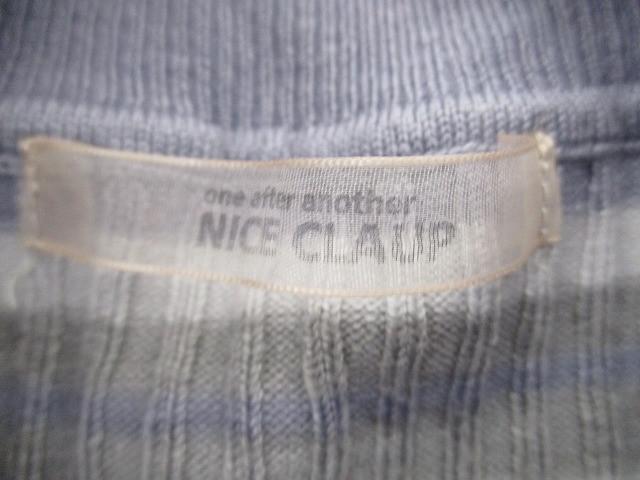 one after another
NICE CLAUP